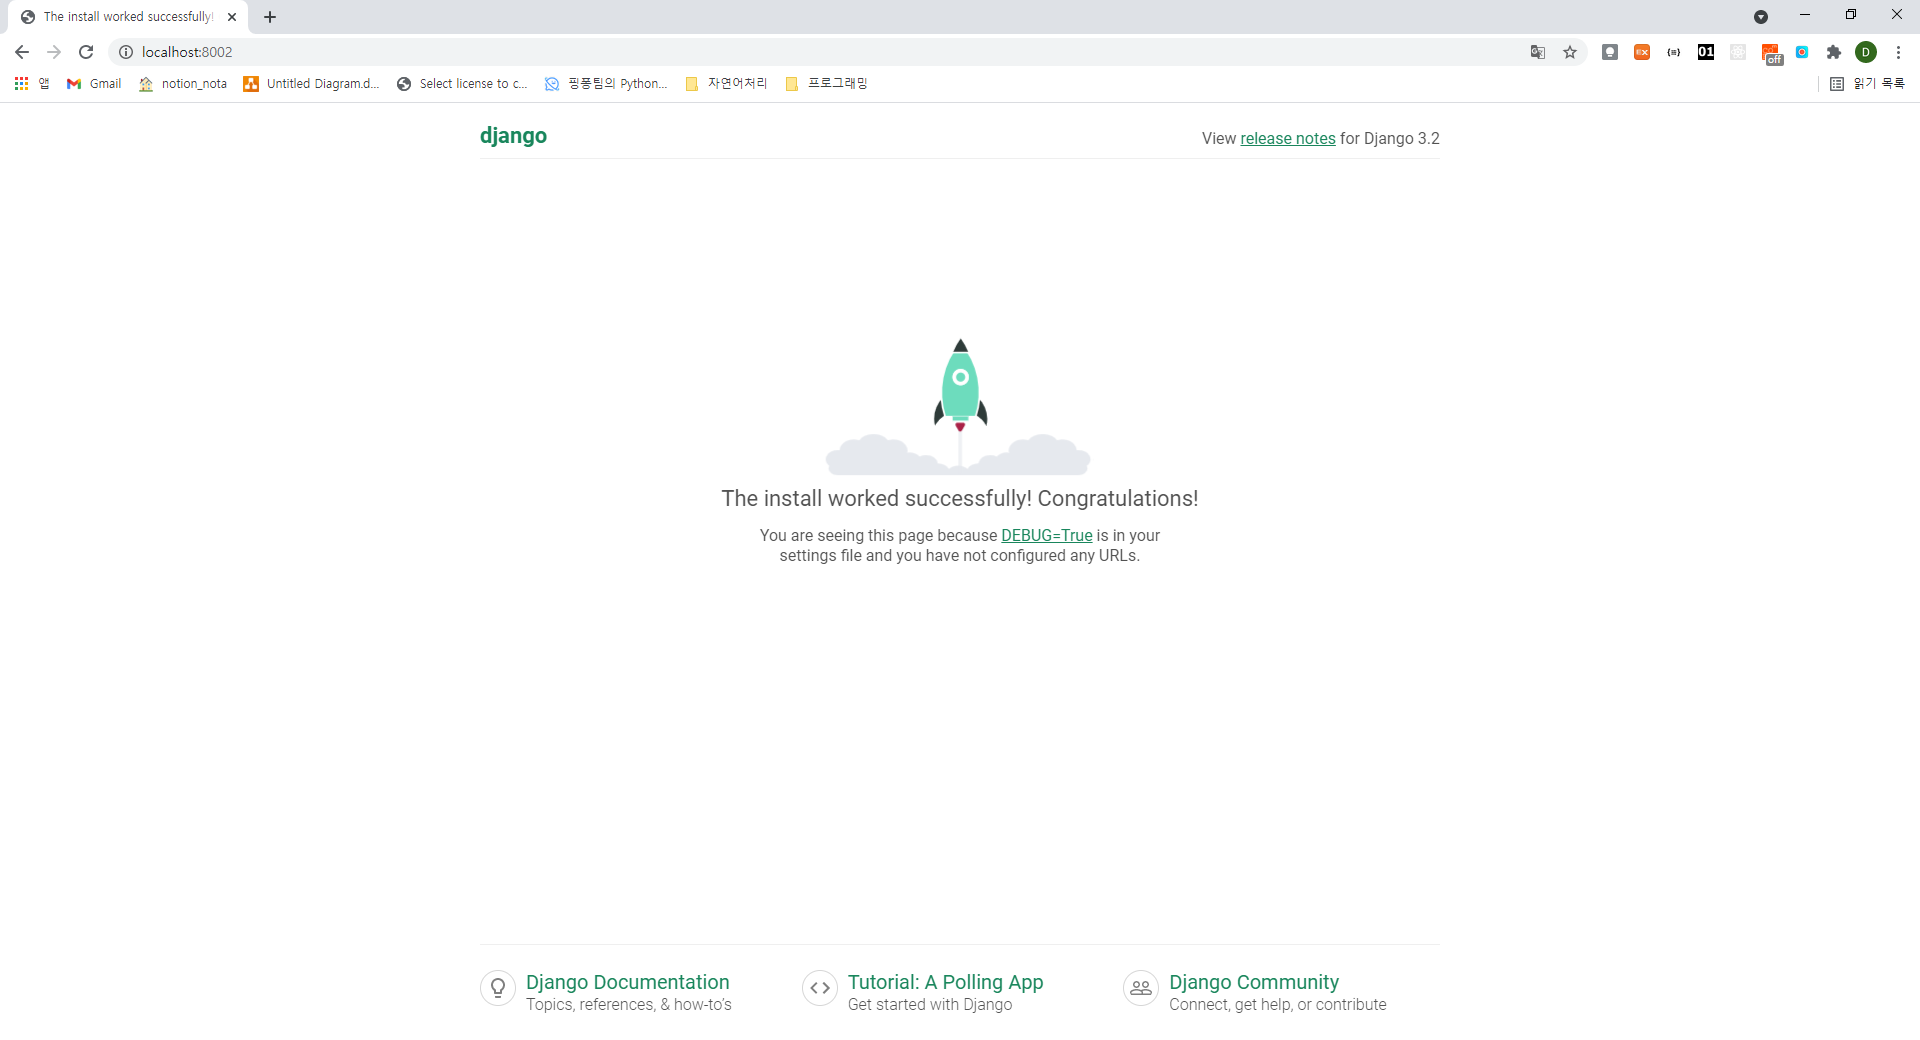 The install worked successfully!
localhost:8002
앱 Gmail notion_nota Untitled Diagram.d... Select license to c... 핑퐁팀의 Python... 자연어처리 프로그래밍 읽기 목록
EX 01 off D
django View release notes for Django 3.2
The install worked successfully! Congratulations!
You are seeing this page because DEBUG=True is in your
settings file and you have not configured any URLs.
Django Documentation
Topics, references, & how-to’s
Tutorial: A Polling App
Get started with Django
Django Community
Connect, get help, or contribute